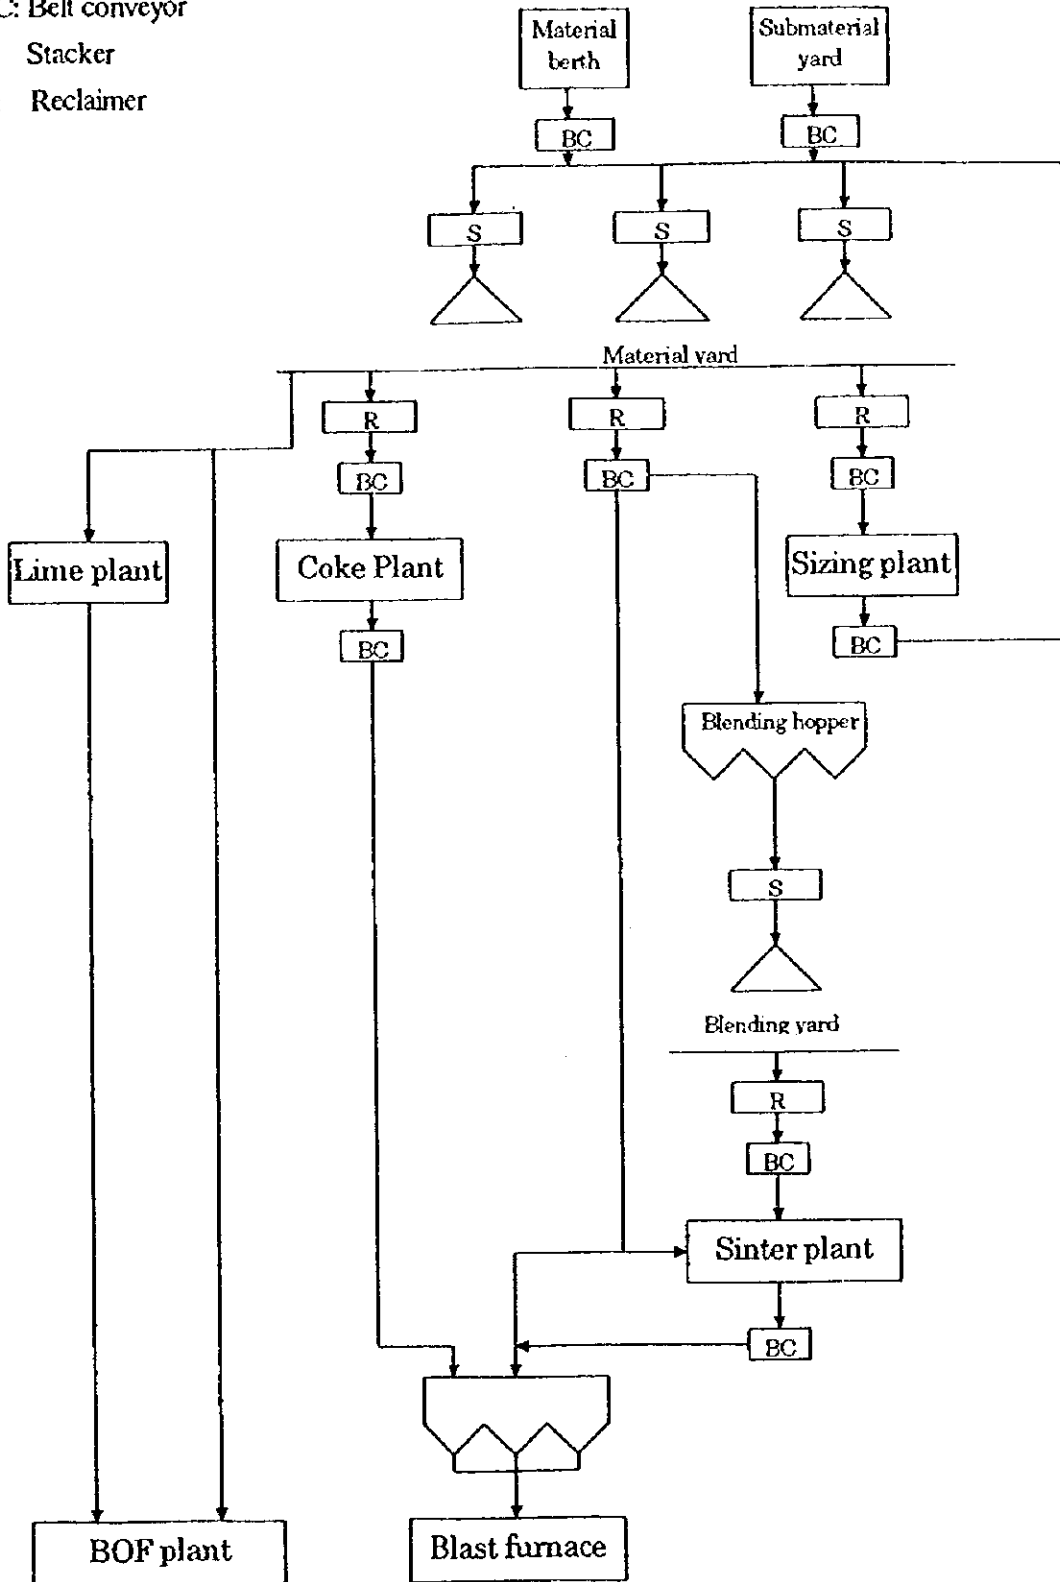 C: Belt conveyor
Stacker
Reclaimer
Material
berth
Submaterial
yard
BC
BC
S
S
S
Material yard
R
R
R
BC
BC
BC
Lime plant
Coke Plant
Sizing plant
BC
BC
Blending hopper
S
Blending yard
R
BC
Sinter plant
BC
BOF plant
Blast furnace